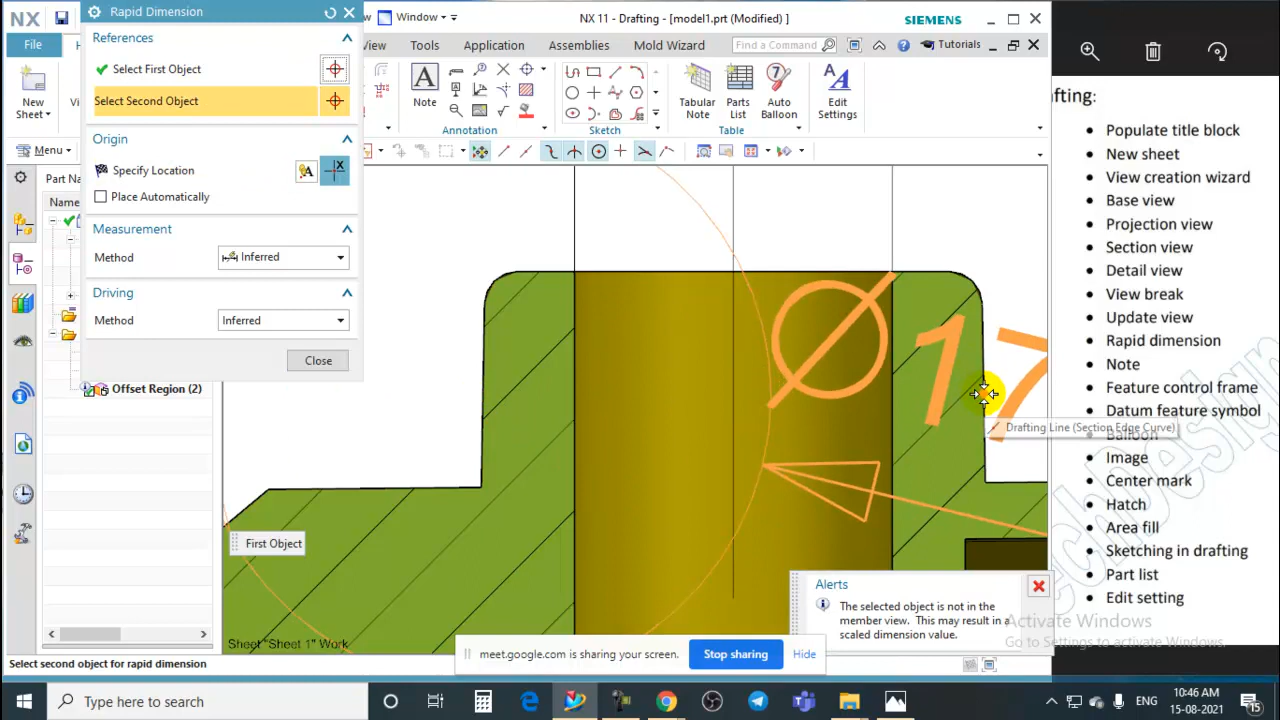 Rapid Dimension
References
Select First Object
Select Second Object
Origin
Specify Location
A
X
Place Automatically
Measurement
Method
Inferred
Driving
Method
Inferred
Close
NX
File
Window
NX 11 - Drafting - [model1.prt (Modified) ]
SIEMENS
View
Tools
Application
Assemblies
Mold Wizard
Find a Command
Tutorials
New
Sheet
A
Note
Annotation
Sketch
Tabular
Note
Parts
List
Auto
Balloon
Table
Edit
Settings
Menu
Part Na
Name
Offset Region (2)
First Object
Ø 17
Drafting Line (Section Edge Curve)
Alerts
The selected object is not in the
member view. This may result in a
scaled dimension value.
Sheet "Sheet 1" Work
Select second object for rapid dimension
meet.google.com is sharing your screen.
Stop sharing
Hide
fting:
• Populate title block
• New sheet
• View creation wizard
• Base view
• Projection view
• Section view
• Detail view
• View break
• Update view
• Rapid dimension
• Note
• Feature control frame
• Datum feature symbol
• Balloon
• Image
• Center mark
• Hatch
• Area fill
• Sketching in drafting
• Part list
• Edit setting
Activate Windows
Go to Settings to activate Windows.
Type here to search
ENG
10:46 AM
15-08-2021
15